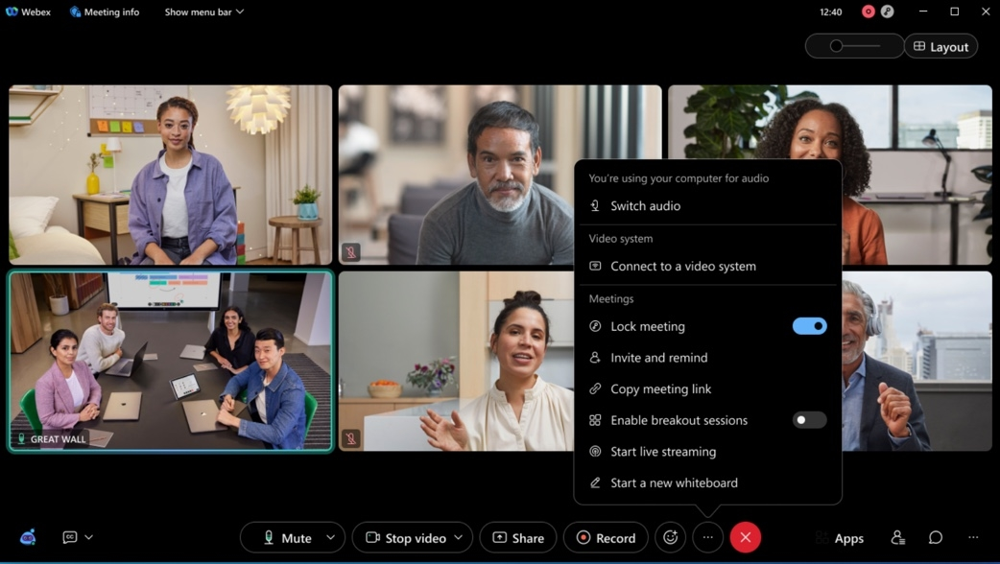 Webex
Meeting info
Show menu bar
12:40
Layout
You're using your computer for audio
Switch audio
Video system
Connect to a video system
Meetings
Lock meeting
Invite and remind
Copy meeting link
Enable breakout sessions
Start live streaming
Start a new whiteboard
GREAT WALL
CC
Mute
Stop video
Share
Record
Apps